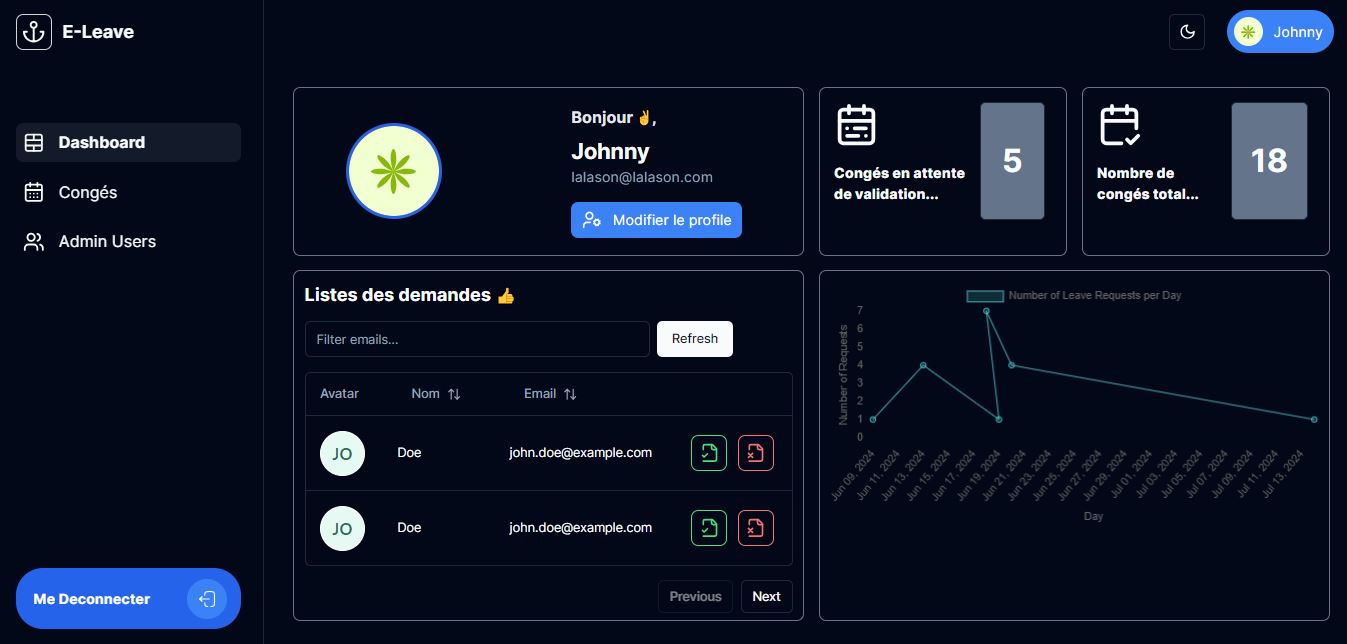 E-Leave
Johnny
Dashboard
Congés
Admin Users
Me Deconnecter
Bonjour ✌️,
Johnny
lalason@lalason.com
Modifier le profile
Congés en attente
de validation...
5
Nombre de
congés total...
18
Listes des demandes 👍
Filter emails...
Refresh
Avatar Nom Email
JO Doe john.doe@example.com
JO Doe john.doe@example.com
Previous Next
Number of Leave Requests per Day
Number of Requests
7
6
5
4
3
2
1
0
Jun 09, 2024
Jun 11, 2024
Jun 13, 2024
Jun 15, 2024
Jun 17, 2024
Jun 19, 2024
Jun 21, 2024
Jun 23, 2024
Jun 25, 2024
Jun 27, 2024
Jun 29, 2024
Jul 01, 2024
Jul 03, 2024
Jul 05, 2024
Jul 07, 2024
Jul 09, 2024
Jul 11, 2024
Jul 13, 2024
Day